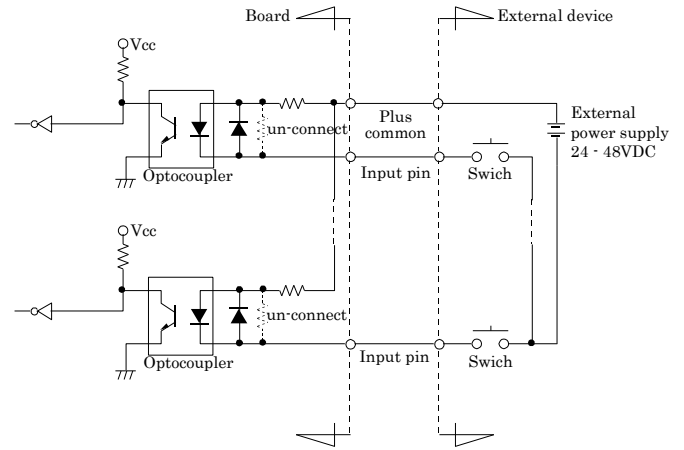 Board
External device
Vcc
un-connect
Plus
common
External
power supply
24 - 48VDC
Optocoupler
Input pin
Swich
Vcc
un-connect
Optocoupler
Input pin
Swich